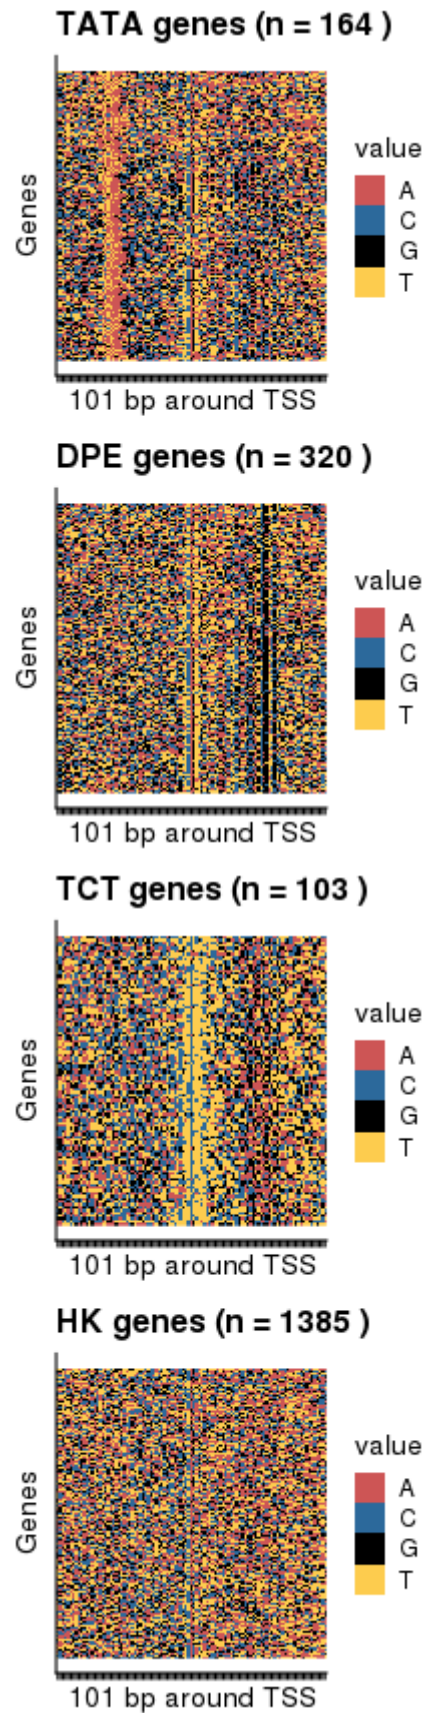 TATA genes (n = 164 )
Genes
value
A
C
G
T
101 bp around TSS
DPE genes (n = 320 )
Genes
value
A
C
G
T
101 bp around TSS
TCT genes (n = 103 )
Genes
value
A
C
G
T
101 bp around TSS
HK genes (n = 1385 )
Genes
value
A
C
G
T
101 bp around TSS